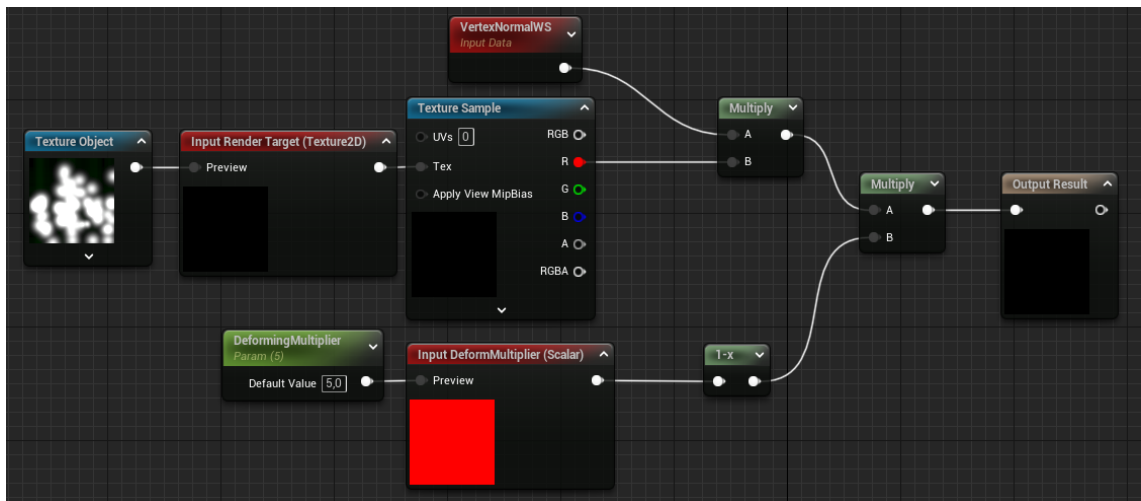 VertexNormalWS
Input Data
Texture Object
Input Render Target (Texture2D)
Preview
Texture Sample
UVs 0
RGB
Tex
R
Apply View MipBias
G
B
A
RGBA
Multiply
A
B
Multiply
A
B
Output Result
DeformingMultiplier
Param (5)
Default Value 5,0
Input DeformMultiplier (Scalar)
Preview
1-x